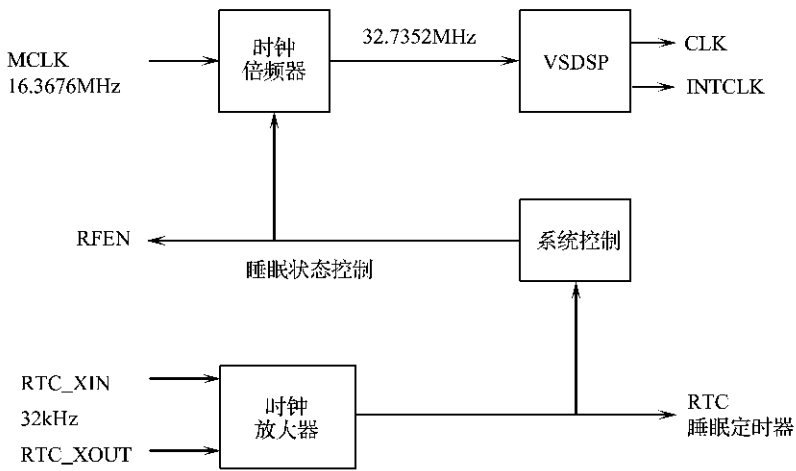 MCLK
16.3676MHz
时钟
倍频器
32.7352MHz
VSDSP
CLK
INTCLK
RFEN
睡眠状态控制
系统控制
RTC_XIN
32kHz
RTC_XOUT
时钟
放大器
RTC
睡眠定时器